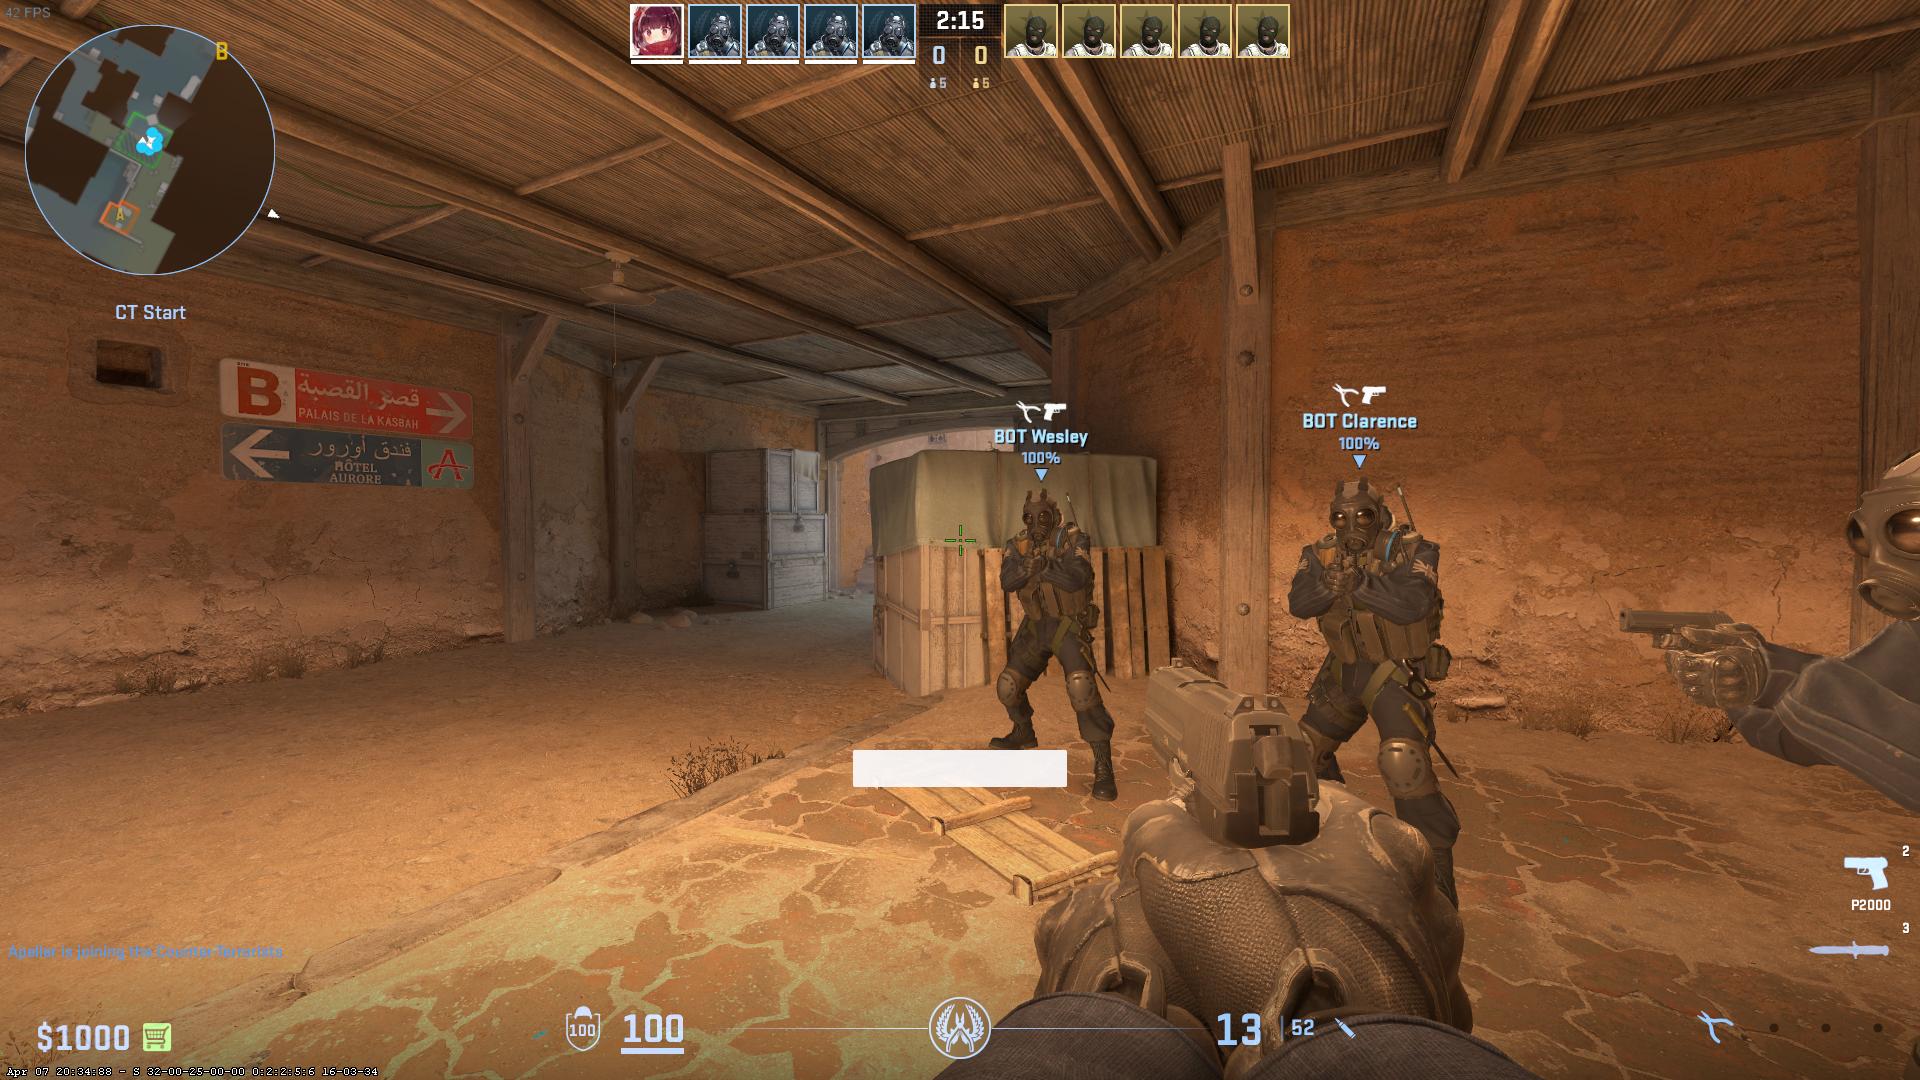 42 FPS
B
2:15
0 0
5 5
A
CT Start
B
قصر القصبة
PALAIS DE LA KASBAH
فندق أورور
HÔTEL
AURORE
A
BOT Wesley
100%
BOT Clarence
100%
2
P2000
3
Apelier is joining the Counter-Terrorists
$1000
100
100
13 52
Apr 07 20:34:88 - S 32-00-25-00-00 0:2:2:5:6 16-03-34